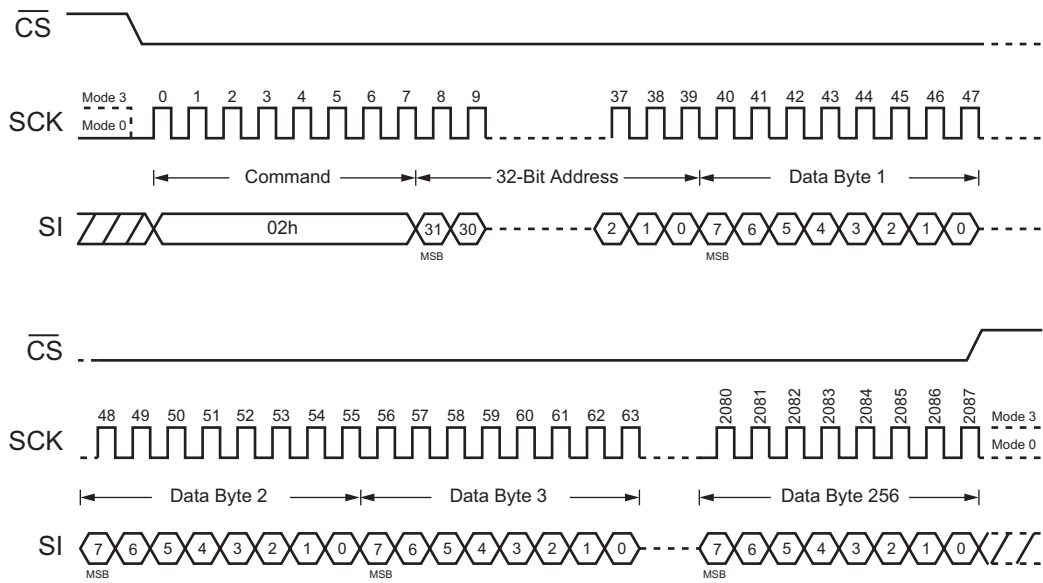 CS
Mode 3 0 1 2 3 4 5 6 7 8 9 37 38 39 40 41 42 43 44 45 46 47
SCK Mode 0
Command 32-Bit Address Data Byte 1
SI 02h 31 30 2 1 0 7 6 5 4 3 2 1 0
MSB MSB
CS
48 49 50 51 52 53 54 55 56 57 58 59 60 61 62 63 2080 2081 2082 2083 2084 2085 2086 2087 Mode 3
SCK Mode 0
Data Byte 2 Data Byte 3 Data Byte 256
SI 7 6 5 4 3 2 1 0 7 6 5 4 3 2 1 0 7 6 5 4 3 2 1 0
MSB MSB MSB